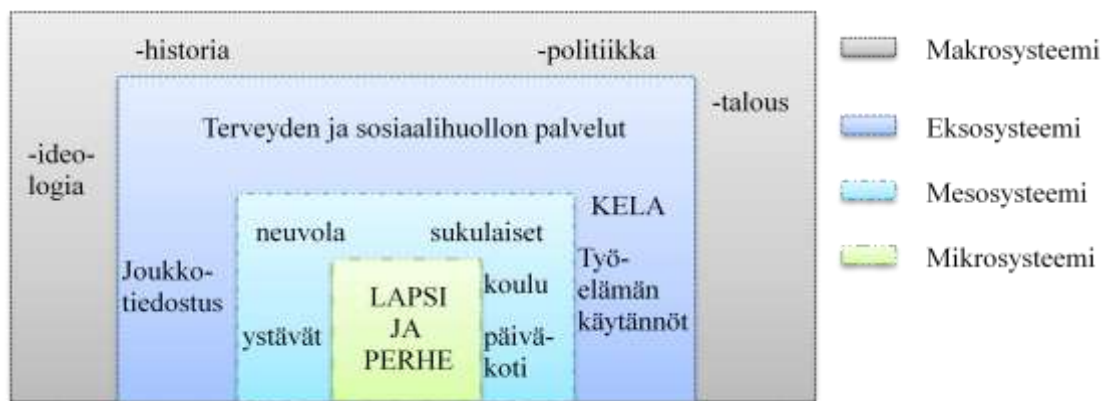 -historia
-politiikka
-talous
-ideo-
logia
Terveyden ja sosiaalihuollon palvelut
KELA
Joukko-
tiedostus
Työ-
elämän
käytännöt
neuvola
sukulaiset
ystävät
koulu
päivä-
koti
LAPSI
JA
PERHE
Makrosysteemi
Eksosysteemi
Mesosysteemi
Mikrosysteemi